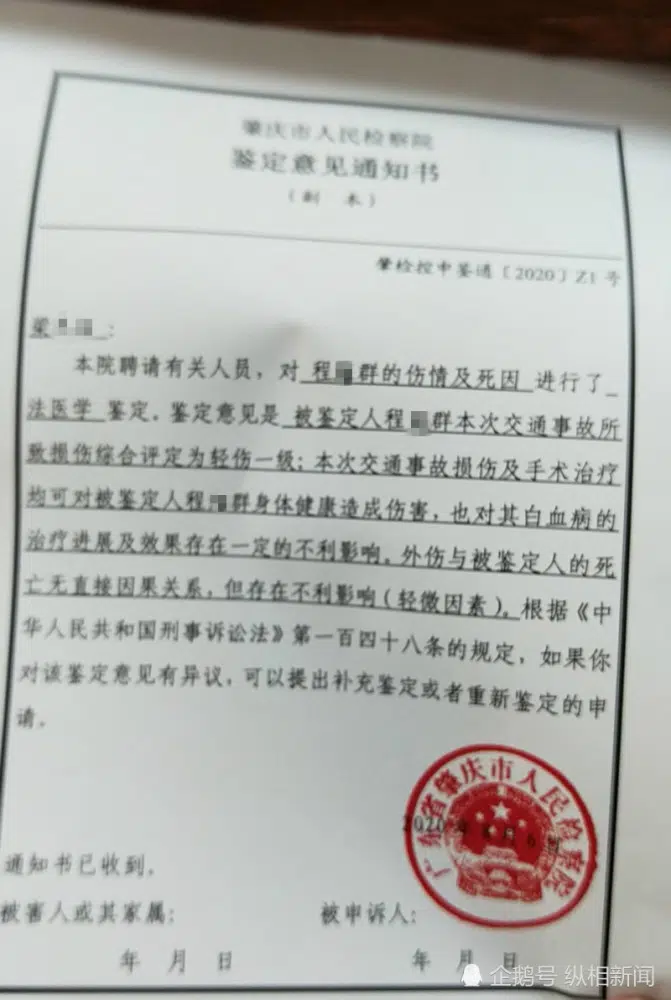 肇庆市人民检察院
鉴定意见通知书
（副 本）
肇检控申鉴通〔2020〕Z1号
梁 ：
本院聘请有关人员，对 程 群的伤情及死因 进行了
法医学 鉴定。鉴定意见是 被鉴定人程 群本次交通事故所
致损伤综合评定为轻伤一级；本次交通事故损伤及手术治疗
均可对被鉴定人程 群身体健康造成伤害，也对其白血病的
治疗进展及效果存在一定的不利影响。外伤与被鉴定人的死
亡无直接因果关系，但存在不利影响（轻微因素）。根据《中
华人民共和国刑事诉讼法》第一百四十八条的规定，如果你
对该鉴定意见有异议，可以提出补充鉴定或者重新鉴定的申
请。
广东省肇庆市人民检察院
2020年 月6日
通知书已收到。
被害人或其家属： 被申诉人：
年 月 日 年 月 日
企鹅号 纵相新闻